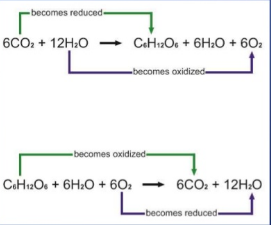 becomes reduced
6CO₂ + 12H₂O → C₆H₁₂O₆ + 6H₂O + 6O₂
becomes oxidized
becomes oxidized
C₆H₁₂O₆ + 6H₂O + 6O₂ → 6CO₂ + 12H₂O
becomes reduced